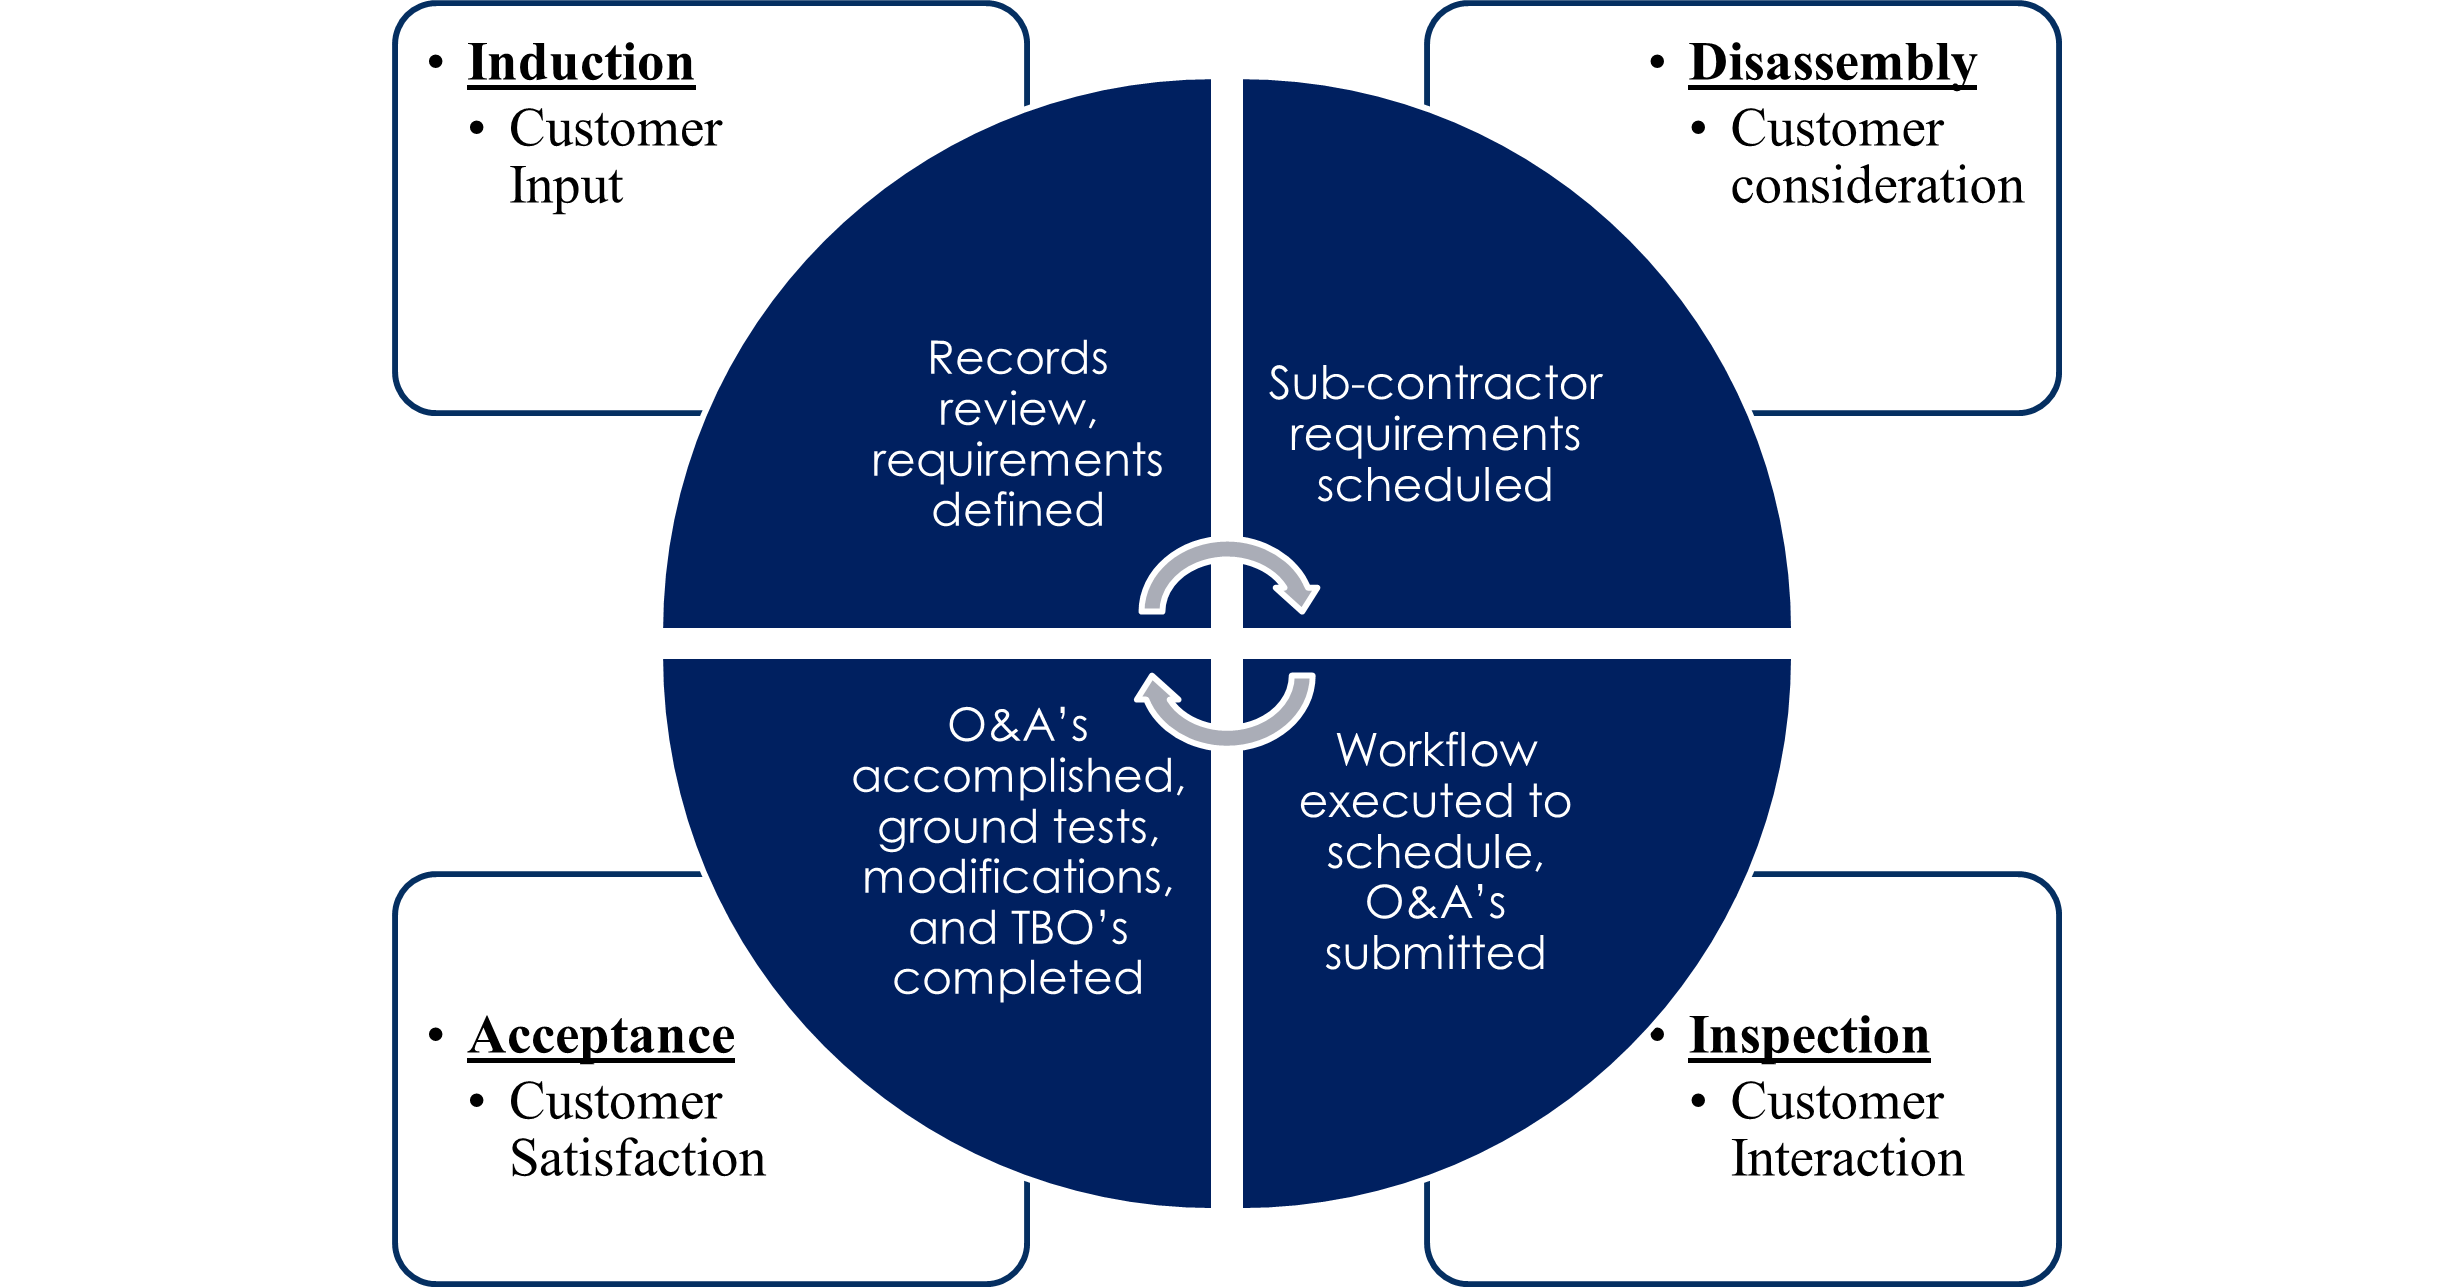 • Induction
• Customer
Input
• Disassembly
• Customer
consideration
Records
review,
requirements
defined
Sub-contractor
requirements
scheduled
O&A’s
accomplished,
ground tests,
modifications,
and TBO’s
completed
Workflow
executed to
schedule,
O&A’s
submitted
• Acceptance
• Customer
Satisfaction
• Inspection
• Customer
Interaction